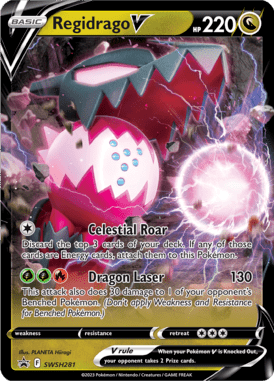 BASIC Regidrago V HP 220
Celestial Roar
Discard the top 3 cards of your deck. If any of those
cards are Energy cards, attach them to this Pokémon.
Dragon Laser 130
This attack also does 30 damage to 1 of your opponent's
Benched Pokémon. (Don't apply Weakness and Resistance
for Benched Pokémon.)
weakness resistance retreat
Illus. PLANETA Hiiragi
V rule When your Pokémon V is Knocked Out,
your opponent takes 2 Prize cards.
F SWSH281
©2023 Pokémon / Nintendo / Creatures / GAME FREAK